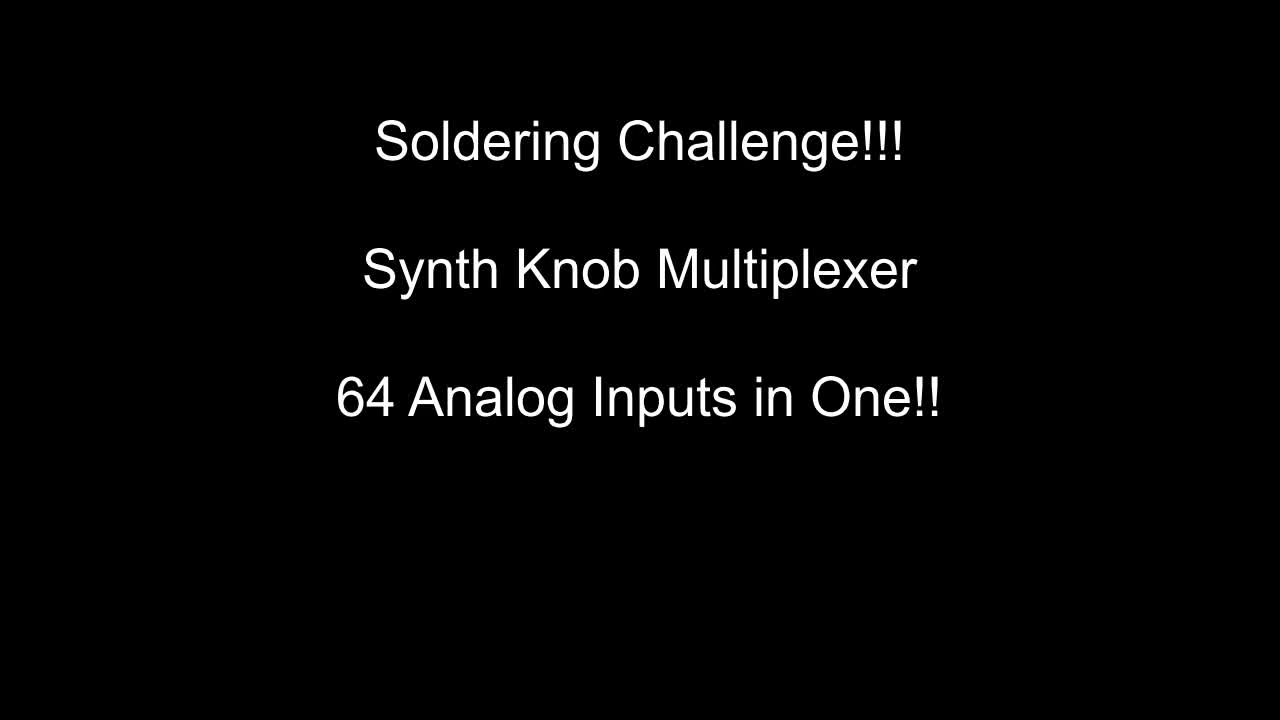 Soldering Challenge!!!
Synth Knob Multiplexer
64 Analog Inputs in One!!